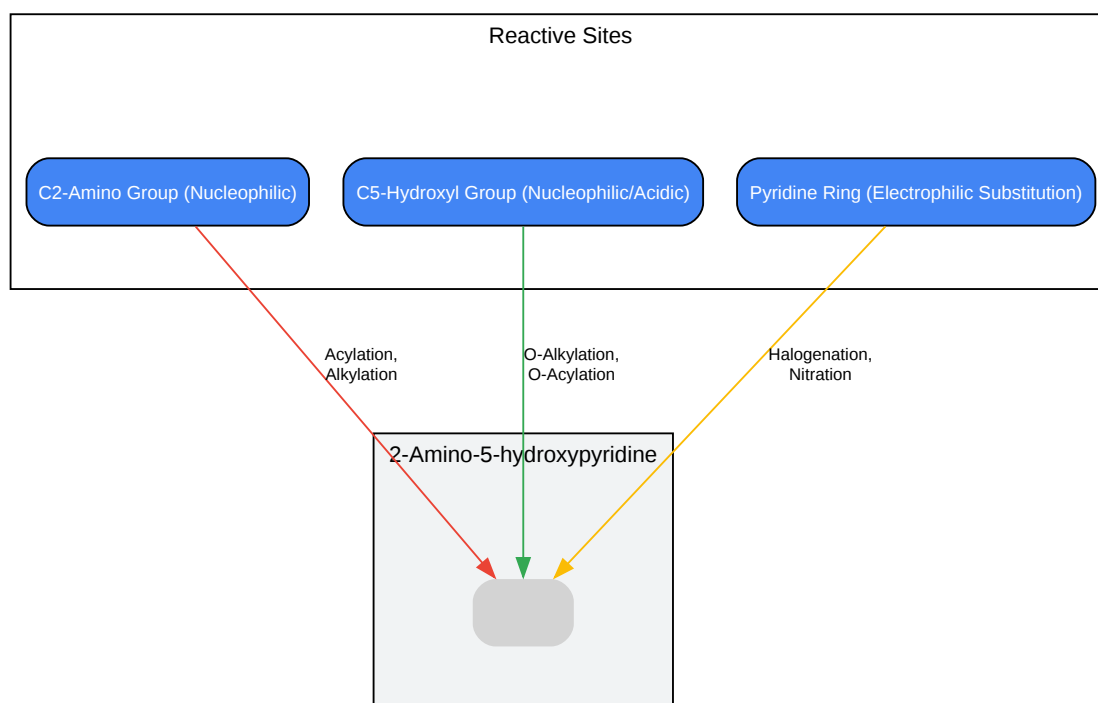 Reactive Sites
C2-Amino Group (Nucleophilic)
C5-Hydroxyl Group (Nucleophilic/Acidic)
Pyridine Ring (Electrophilic Substitution)
Acylation,
Alkylation
O-Alkylation,
O-Acylation
Halogenation,
Nitration
2-Amino-5-hydroxypyridine